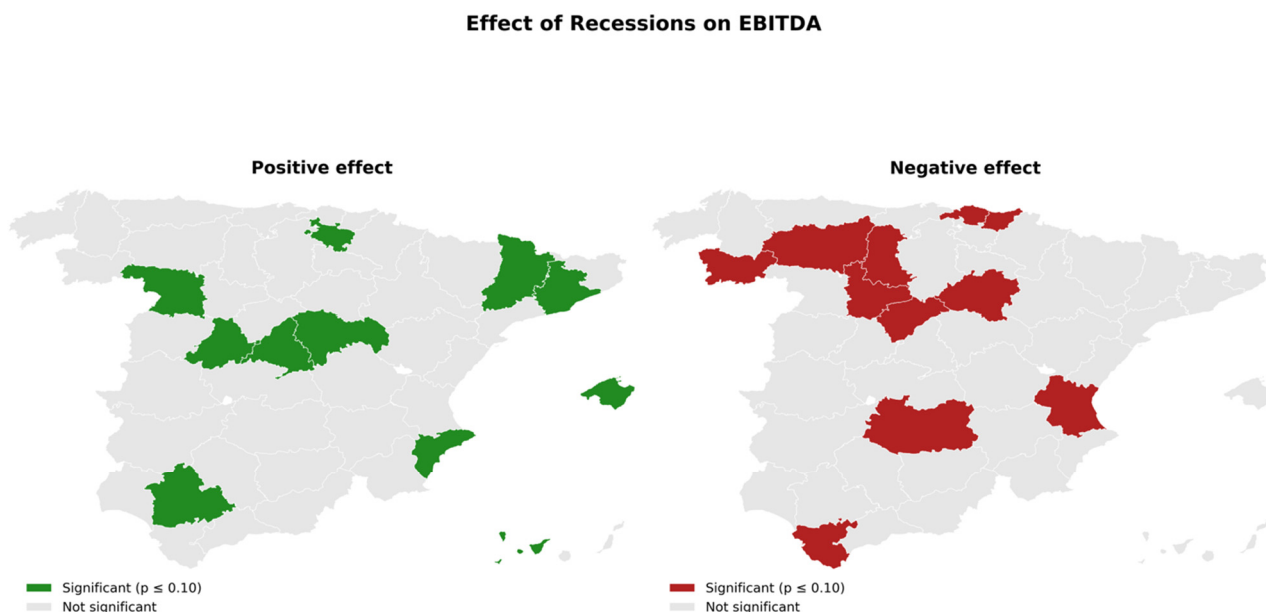 Effect of Recessions on EBITDA
Positive effect
Negative effect
Significant (p ≤ 0.10)
Not significant
Significant (p ≤ 0.10)
Not significant